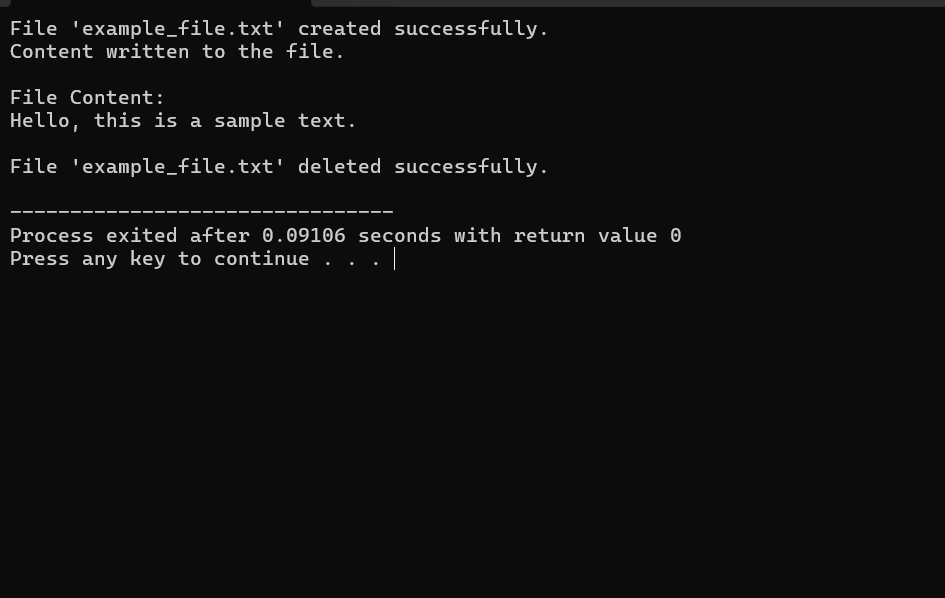 File 'example_file.txt' created successfully.
Content written to the file.
File Content:
Hello, this is a sample text.
File 'example_file.txt' deleted successfully.
--------------------------------
Process exited after 0.09106 seconds with return value 0
Press any key to continue . . .